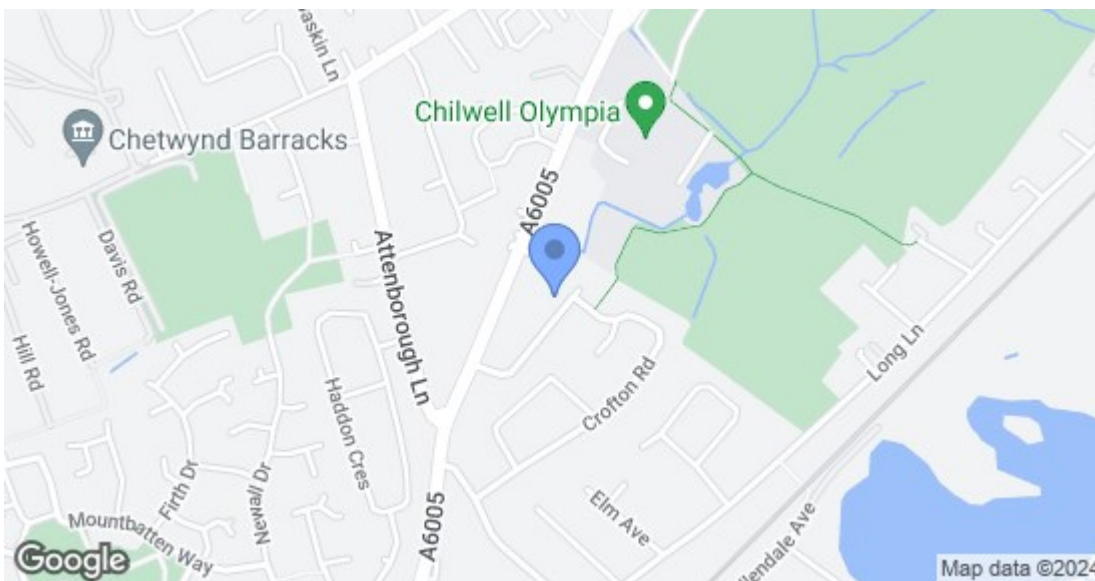 Chetwynd Barracks
Chilwell Olympia
A6005
Attenborough Ln
Davis Rd
Howell-Jones Rd
Hill Rd
Haddon Cres
Crofton Rd
Long Ln
Elm Ave
Firth Dr
Newall Dr
Mountbatten Way
A6005
Google
Map data ©2024